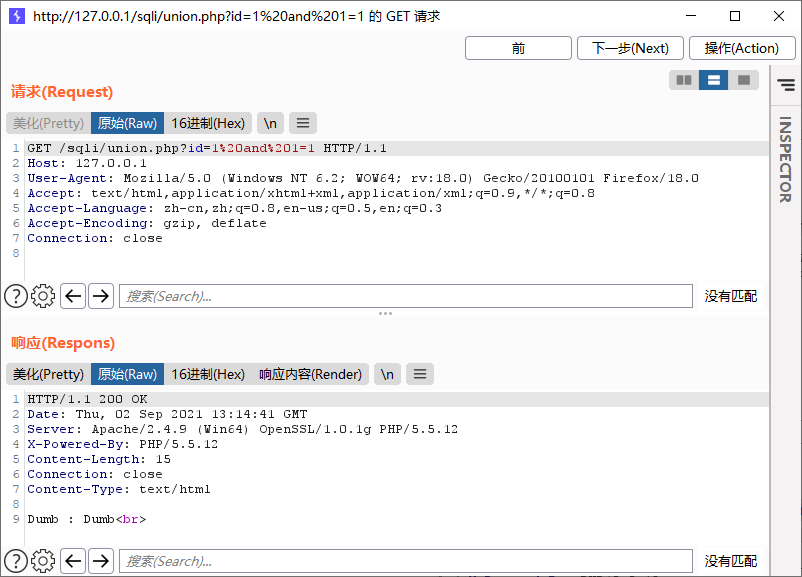 http://127.0.0.1/sqli/union.php?id=1%20and%201=1 的 GET 请求
前 下一步(Next) 操作(Action)
请求(Request)
美化(Pretty) 原始(Raw) 16进制(Hex) \n
1 GET /sqli/union.php?id=1%20and%201=1 HTTP/1.1
2 Host: 127.0.0.1
3 User-Agent: Mozilla/5.0 (Windows NT 6.2; WOW64; rv:18.0) Gecko/20100101 Firefox/18.0
4 Accept: text/html,application/xhtml+xml,application/xml;q=0.9,*/*;q=0.8
5 Accept-Language: zh-cn,zh;q=0.8,en-us;q=0.5,en;q=0.3
6 Accept-Encoding: gzip, deflate
7 Connection: close
8
INSPECTOR
搜索(Search)... 没有匹配
响应(Respons)
美化(Pretty) 原始(Raw) 16进制(Hex) 响应内容(Render) \n
1 HTTP/1.1 200 OK
2 Date: Thu, 02 Sep 2021 13:14:41 GMT
3 Server: Apache/2.4.9 (Win64) OpenSSL/1.0.1g PHP/5.5.12
4 X-Powered-By: PHP/5.5.12
5 Content-Length: 15
6 Connection: close
7 Content-Type: text/html
8
9 Dumb : Dumb<br>
搜索(Search)... 没有匹配